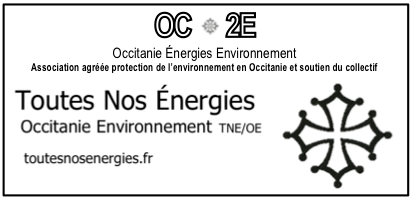 OC 2E
Occitanie Énergies Environnement
Association agréée protection de l'environnement en Occitanie et soutien du collectif
Toutes Nos Énergies
Occitanie Environnement TNE/OE
toutesnosenergies.fr